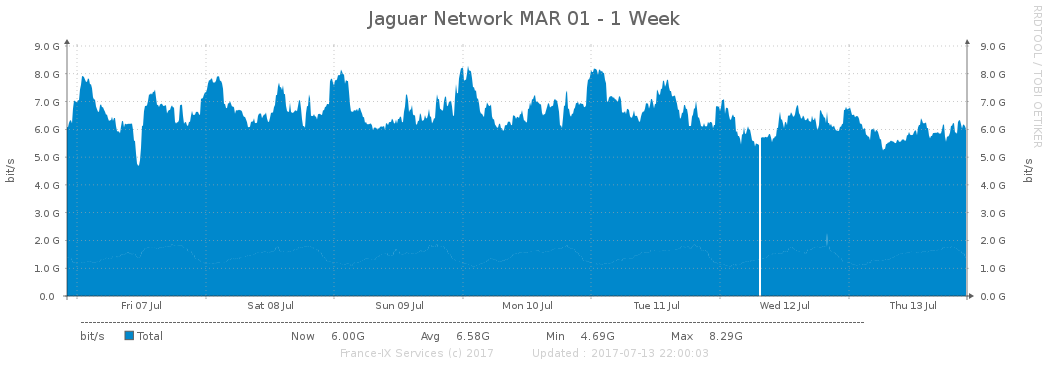 Jaguar Network MAR 01 - 1 Week
RRDTOOL / TOBI OETIKER
9.0 G 9.0 G
8.0 G 8.0 G
7.0 G 7.0 G
6.0 G 6.0 G
5.0 G 5.0 G
bit/s bit/s
4.0 G 4.0 G
3.0 G 3.0 G
2.0 G 2.0 G
1.0 G 1.0 G
0.0 0.0 G
Fri 07 Jul Sat 08 Jul Sun 09 Jul Mon 10 Jul Tue 11 Jul Wed 12 Jul Thu 13 Jul
bit/s Total Now 6.00G Avg 6.58G Min 4.69G Max 8.29G
France-IX Services (c) 2017 Updated : 2017-07-13 22:00:03